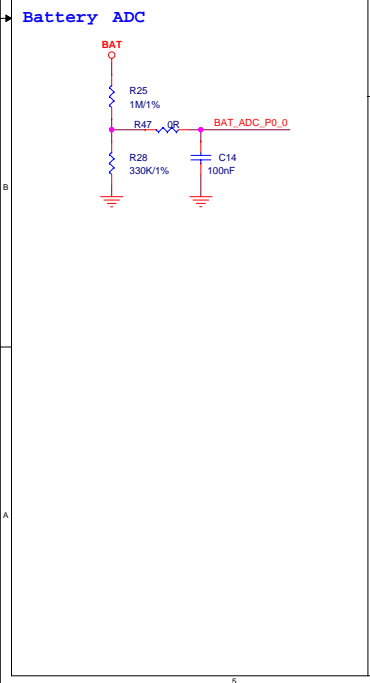 Battery ADC
BAT
R25
1M/1%
R47 0R
BAT_ADC_P0_0
R28
330K/1%
C14
100nF
B
A
5